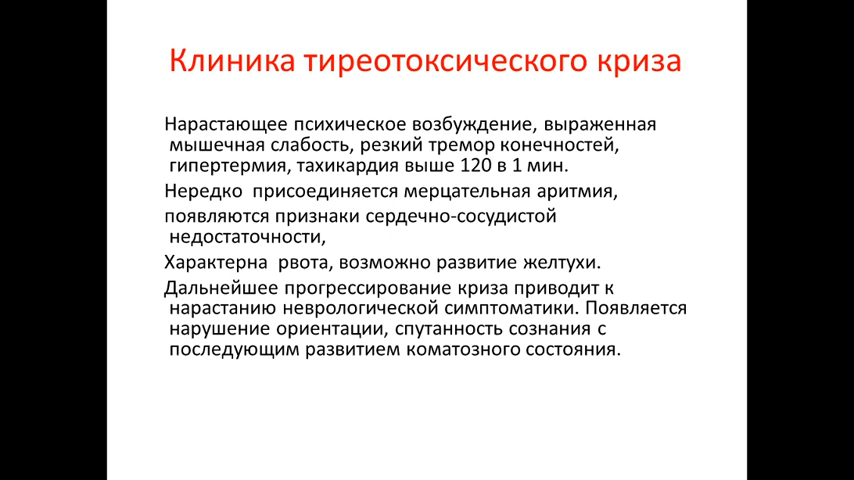 Клиника тиреотоксического криза
Нарастающее психическое возбуждение, выраженная
мышечная слабость, резкий тремор конечностей,
гипертермия, тахикардия выше 120 в 1 мин.
Нередко  присоединяется мерцательная аритмия,
появляются признаки сердечно-сосудистой
недостаточности,
Характерна  рвота, возможно развитие желтухи.
Дальнейшее прогрессирование криза приводит к
нарастанию неврологической симптоматики. Появляется
нарушение ориентации, спутанность сознания с
последующим развитием коматозного состояния.